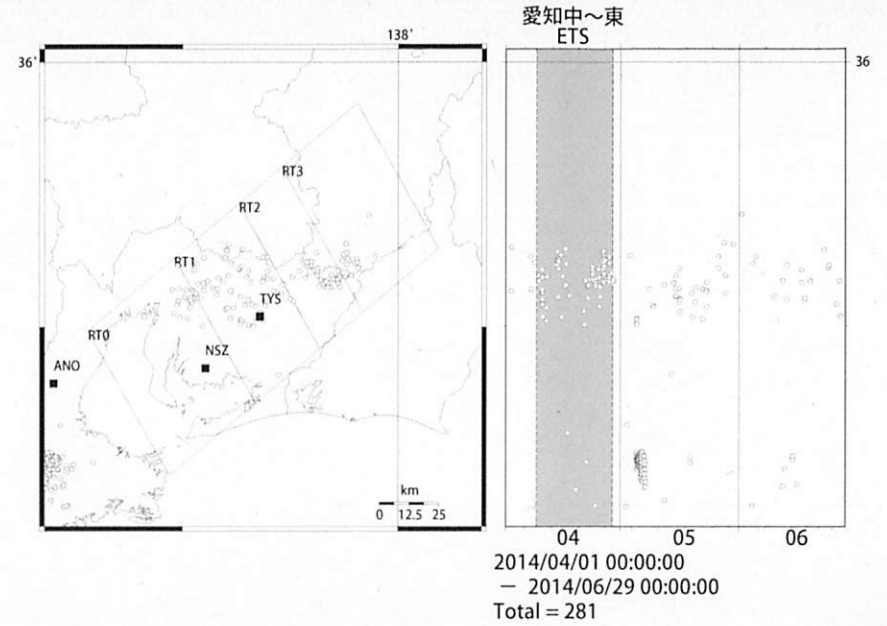 愛知中～東
ETS
138˚
36˚
36
RT3
RT2
RT1
TYS
RT0
NSZ
ANO
km
0 12.5 25
04 05 06
2014/04/01 00:00:00
－ 2014/06/29 00:00:00
Total = 281